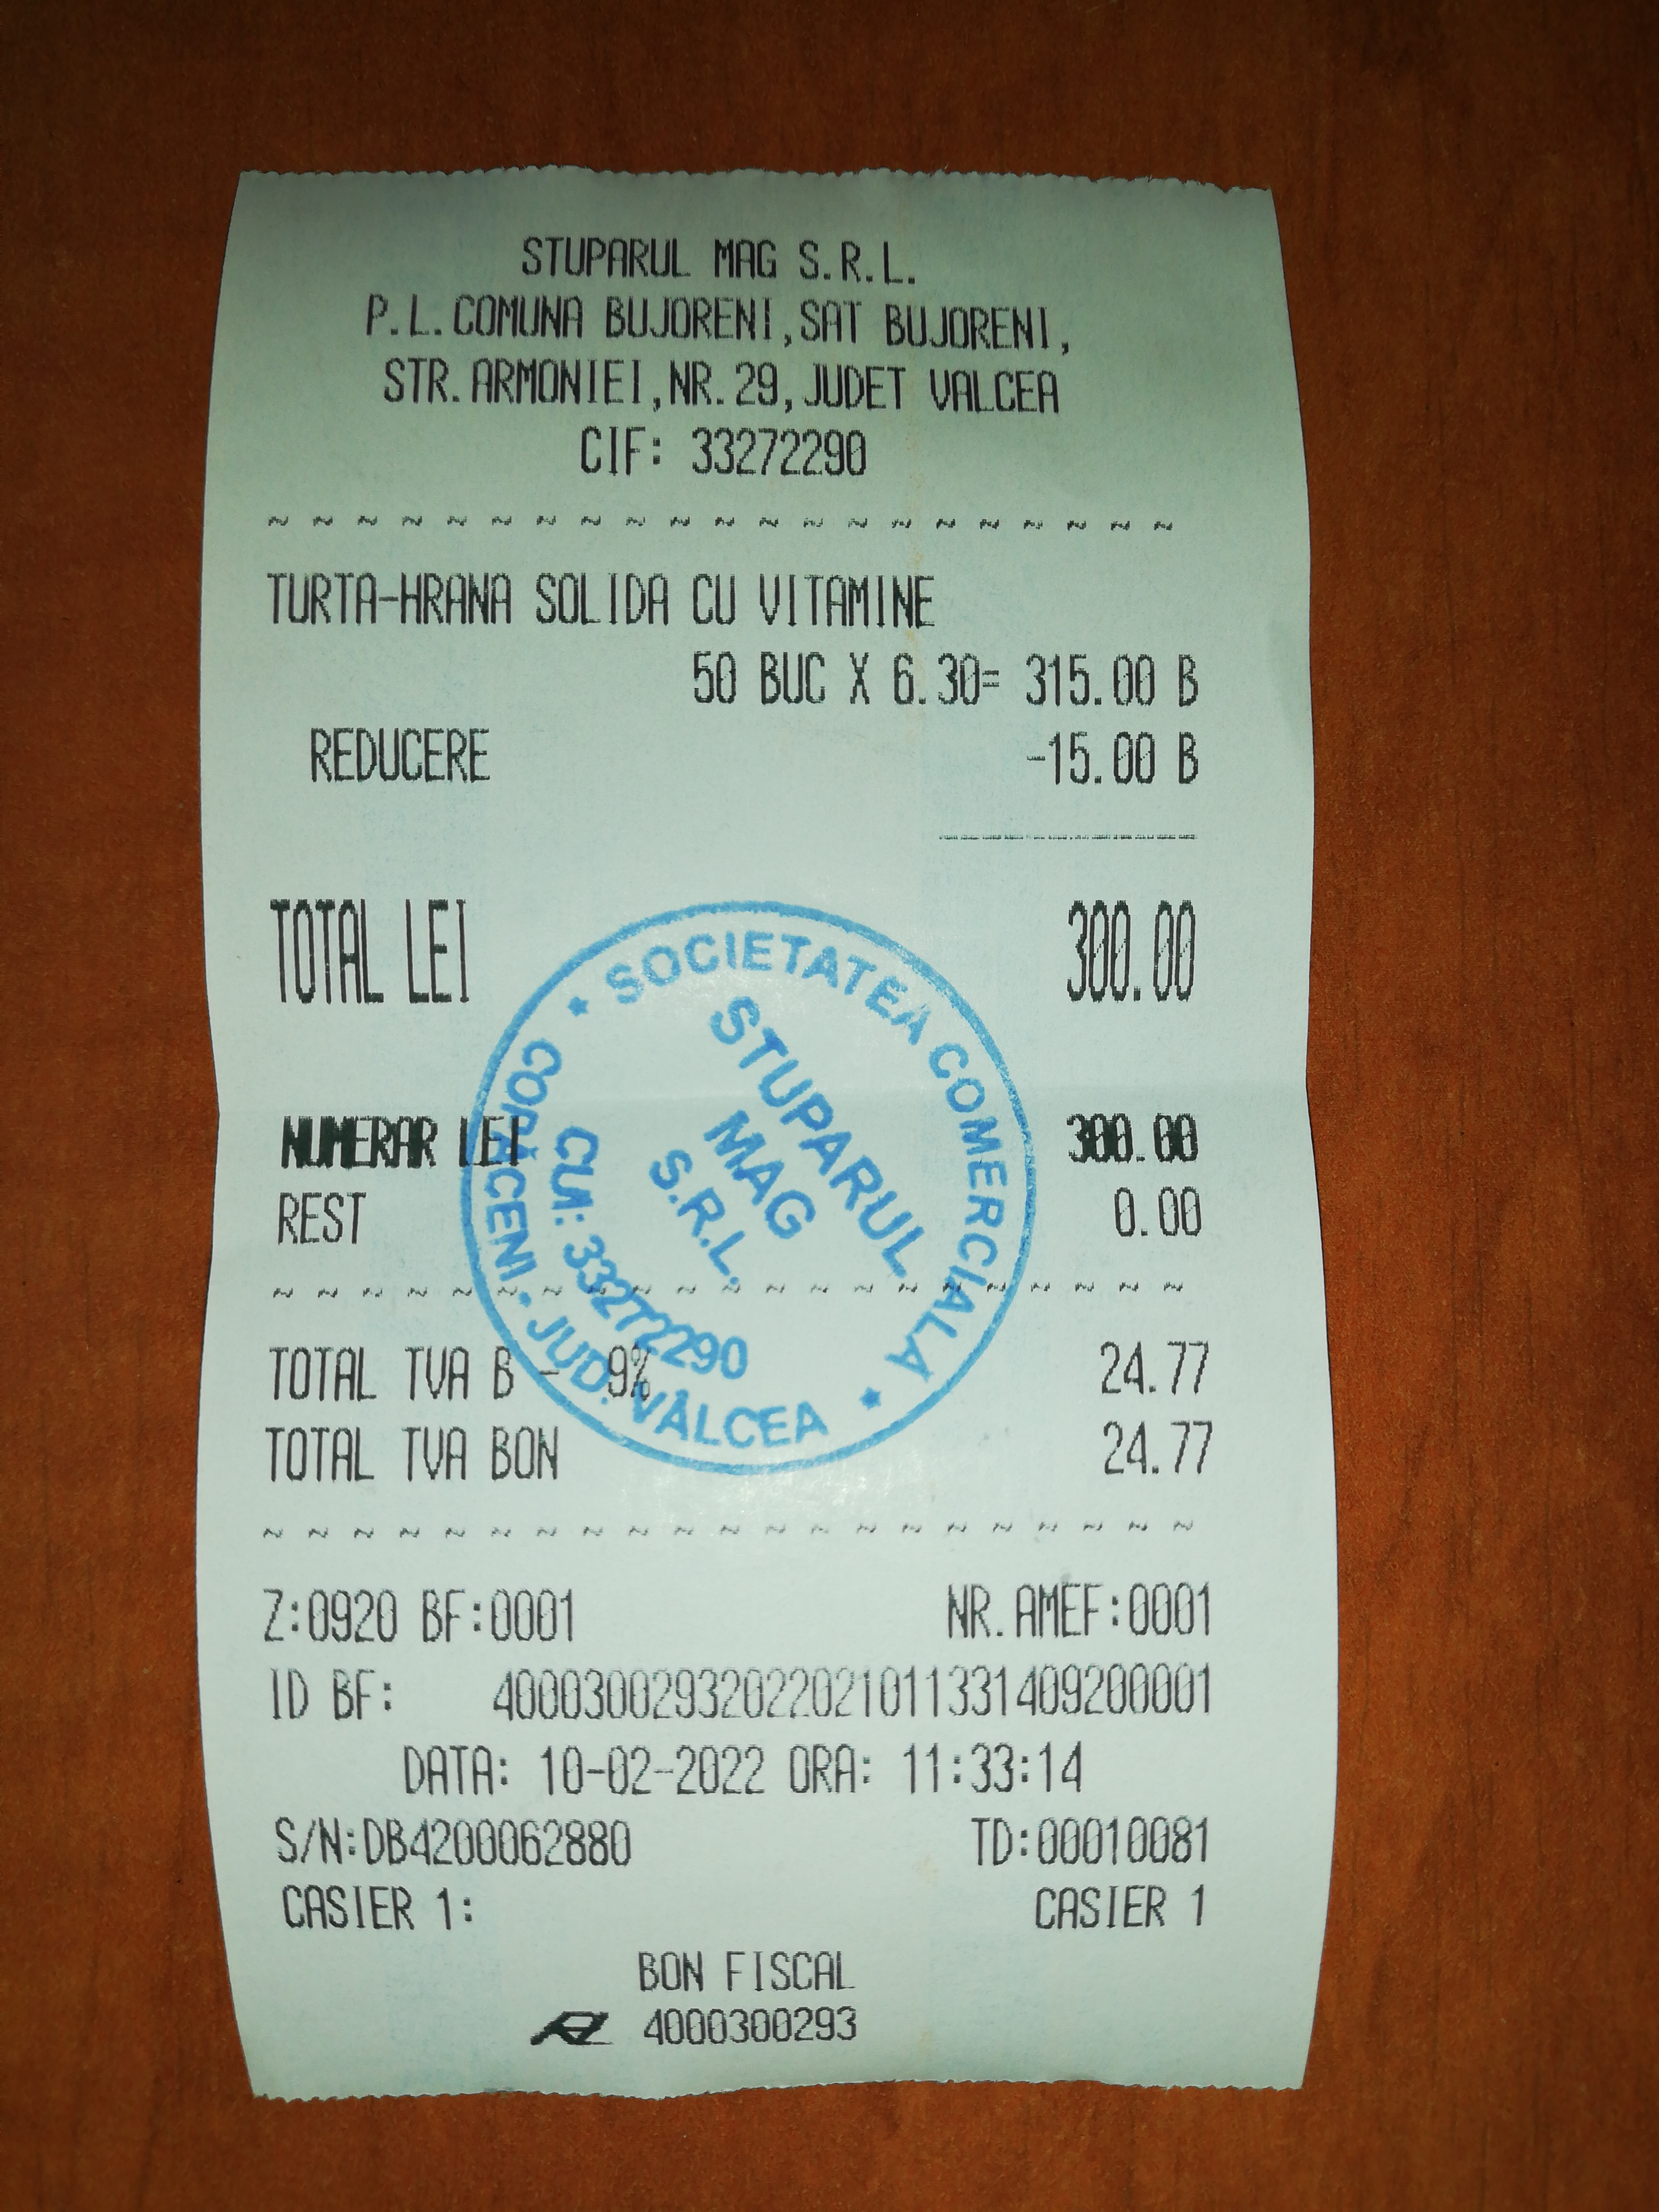 STUPARUL MAG S.R.L.
P.L.COMUNA BUJORENI,SAT BUJORENI,
STR.ARMONIEI,NR.29,JUDET VALCEA
CIF: 33272290
~ ~ ~ ~ ~ ~ ~ ~ ~ ~ ~ ~ ~ ~ ~ ~ ~ ~ ~ ~ ~
TURTA-HRANA SOLIDA CU VITAMINE
50 BUC X 6.30= 315.00 B
REDUCERE -15.00 B
TOTAL LEI 300.00
NUMERAR LEI 300.00
REST 0.00
~ ~ ~ ~ ~ ~ ~ ~ ~ ~ ~ ~ ~ ~ ~ ~ ~ ~ ~ ~ ~
TOTAL TVA B - 9% 24.77
TOTAL TVA BON 24.77
~ ~ ~ ~ ~ ~ ~ ~ ~ ~ ~ ~ ~ ~ ~ ~ ~ ~ ~ ~ ~
Z:0920 BF:0001 NR.AMEF:0001
ID BF: 40003002932022021011331409200001
DATA: 10-02-2022 ORA: 11:33:14
S/N:DB4200062880 TD:00010081
CASIER 1: CASIER 1
BON FISCAL
4000300293
* SOCIETATEA COMERCIALA *
COPĂCENI - JUD. VÂLCEA
STUPARUL
MAG
S.R.L.
CUI: 33272290